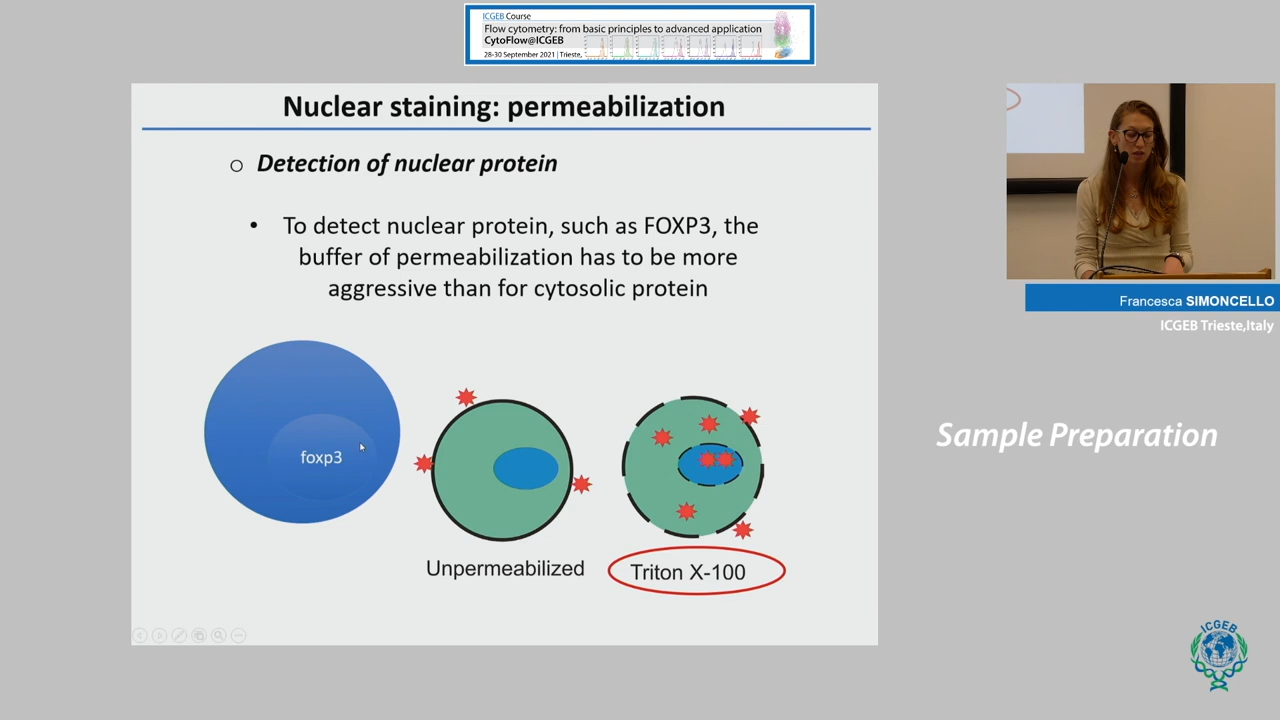 ICGEB Course
Flow cytometry: from basic principles to advanced application
CytoFlow@ICGEB
28-30 September 2021 | Trieste,
Nuclear staining: permeabilization
Detection of nuclear protein
To detect nuclear protein, such as FOXP3, the
buffer of permeabilization has to be more
aggressive than for cytosolic protein
foxp3
Unpermeabilized
Triton X-100
Francesca SIMONCELLO
ICGEB Trieste,Italy
Sample Preparation
ICGEB